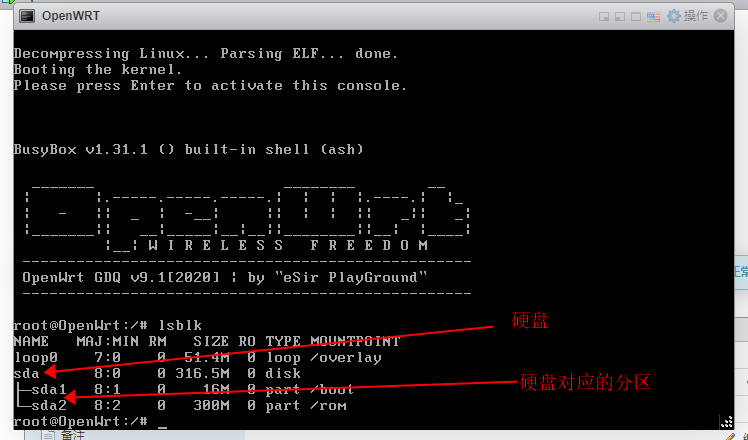 OpenWRT
操作
Decompressing Linux... Parsing ELF... done.
Booting the kernel.
Please press Enter to activate this console.
BusyBox v1.31.1 () built-in shell (ash)
OpenWrt
W I R E L E S S   F R E E D O M
OpenWrt GDQ v9.1[2020] ¦ by "eSir PlayGround"
root@OpenWrt:/# lsblk
硬盘
NAME   MAJ:MIN RM   SIZE RO TYPE MOUNTPOINT
loop0    7:0    0  51.4M  0 loop /overlay
sda      8:0    0 316.5M  0 disk
├─sda1   8:1    0    16M  0 part /boot
硬盘对应的分区
└─sda2   8:2    0   300M  0 part /rom
root@OpenWrt:/# _
备注